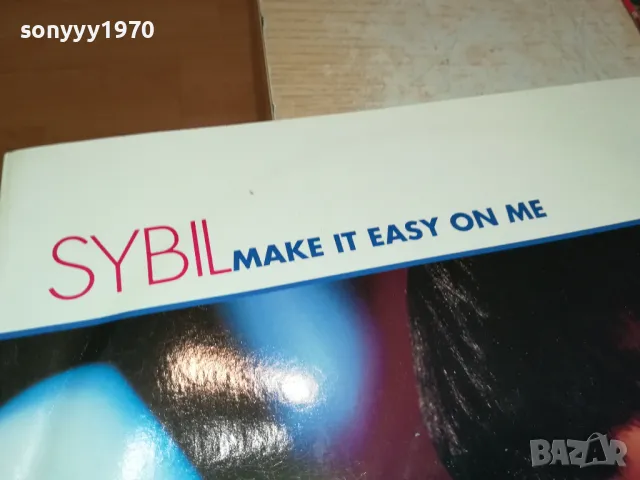 sonyyy1970
SYBIL MAKE IT EASY ON ME
BAZAR